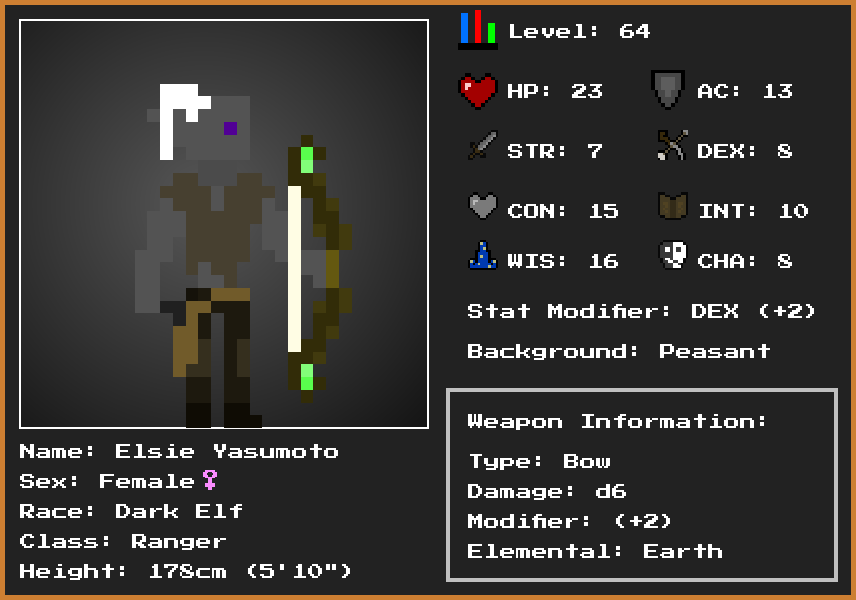 Level: 64
HP: 23 AC: 13
STR: 7 DEX: 8
CON: 15 INT: 10
WIS: 16 CHA: 8
Stat Modifier: DEX (+2)
Background: Peasant
Weapon Information:
Type: Bow
Damage: d6
Modifier: (+2)
Elemental: Earth
Name: Elsie Yasumoto
Sex: Female♀
Race: Dark Elf
Class: Ranger
Height: 178cm (5'10")